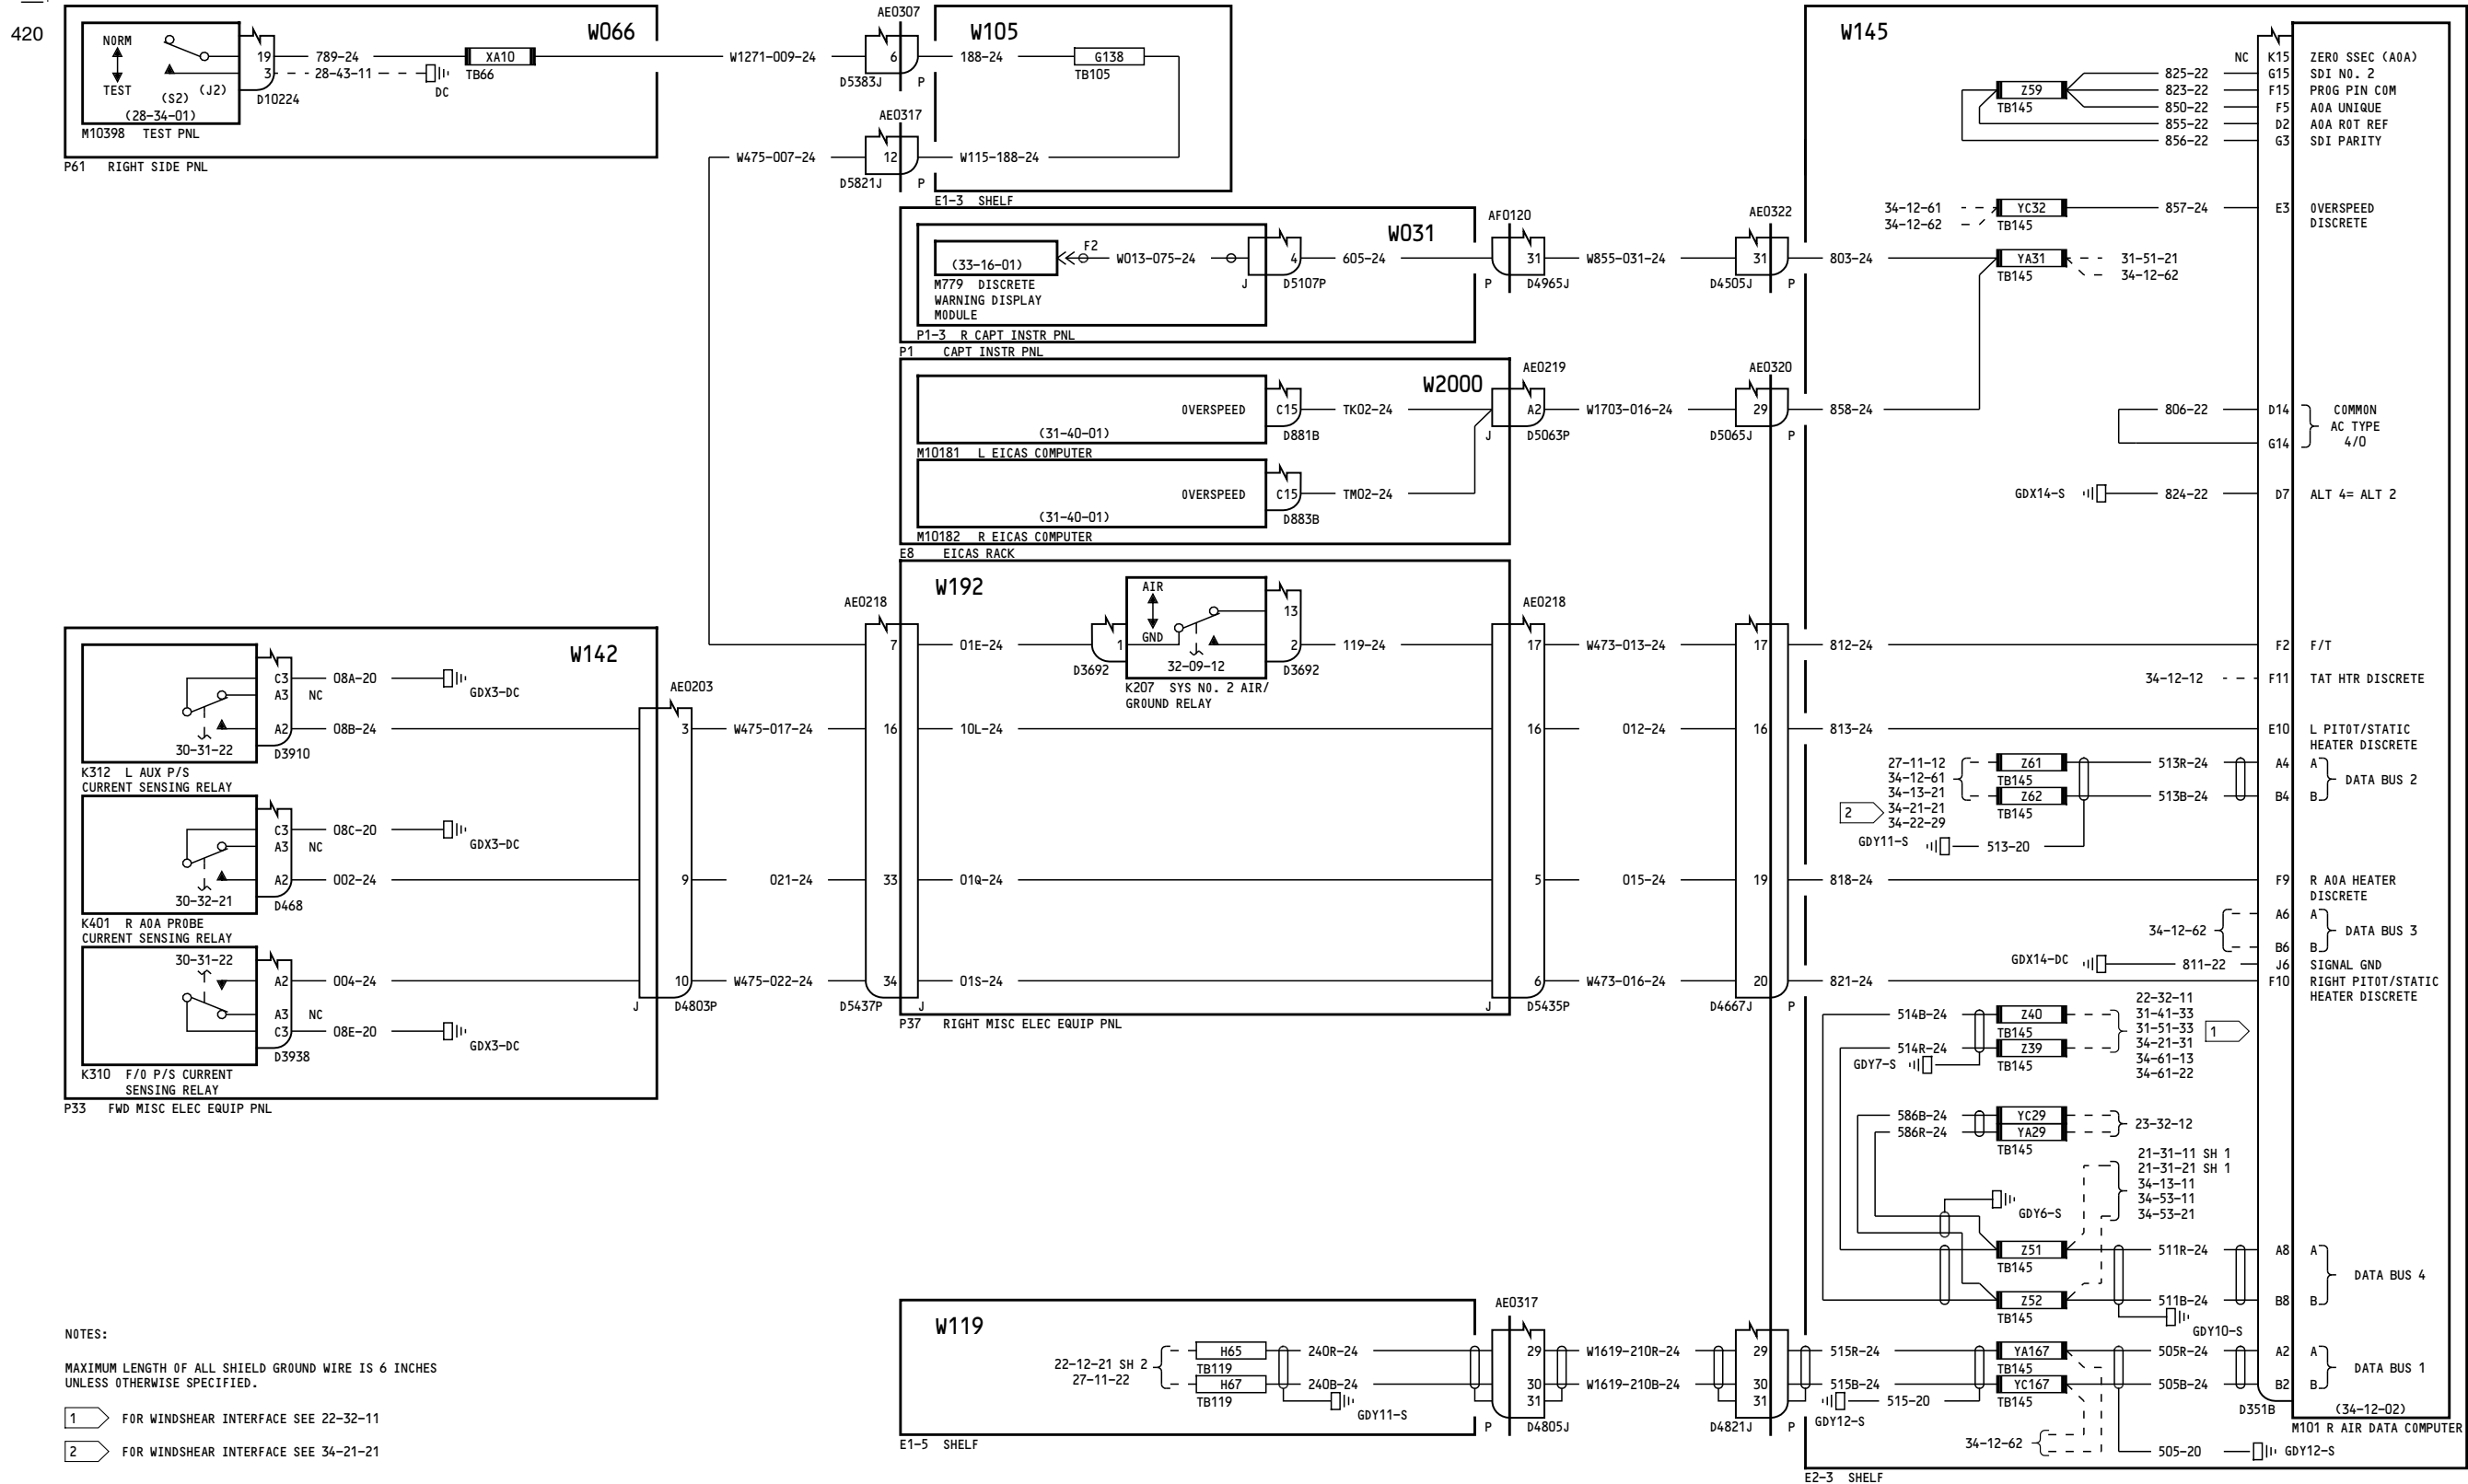 420
W066
NORM
TEST
(S2)
(J2)
(28-34-01)
M10398 TEST PNL
19
3
D10224
789-24
28-43-11
DC
XA10
TB66
P61 RIGHT SIDE PNL
W1271-009-24
AE0307
6
D5383J
P
W105
188-24
G138
TB105
AE0317
W475-007-24
12
D5821J
P
W115-188-24
E1-3 SHELF
W031
(33-16-01)
F2
W013-075-24
M779 DISCRETE
WARNING DISPLAY
MODULE
J
4
D5107P
605-24
P1-3 R CAPT INSTR PNL
P1 CAPT INSTR PNL
AF0120
31
P
D4965J
W855-031-24
AE0322
31
D4505J
P
803-24
W2000
OVERSPEED
C15
TK02-24
(31-40-01)
D881B
M10181 L EICAS COMPUTER
OVERSPEED
C15
TM02-24
(31-40-01)
D883B
M10182 R EICAS COMPUTER
E8 EICAS RACK
AE0219
A2
J
D5063P
W1703-016-24
AE0320
29
D5065J
P
858-24
W192
AE0218
7
01E-24
1
D3692
AIR
GND
32-09-12
13
2
D3692
K207 SYS NO. 2 AIR/
GROUND RELAY
119-24
AE0218
17
W473-013-24
17
812-24
W142
C3
A3
A2
08A-20
GDX3-DC
NC
08B-24
30-31-22
D3910
K312 L AUX P/S
CURRENT SENSING RELAY
C3
A3
A2
08C-20
GDX3-DC
NC
002-24
30-32-21
D468
K401 R AOA PROBE
CURRENT SENSING RELAY
30-31-22
A2
A3
C3
004-24
NC
08E-20
GDX3-DC
D3938
K310 F/O P/S CURRENT
SENSING RELAY
P33 FWD MISC ELEC EQUIP PNL
AE0203
3
9
10
J
D4803P
W475-017-24
16
10L-24
16
012-24
16
813-24
021-24
33
01Q-24
5
015-24
19
818-24
W475-022-24
34
01S-24
6
W473-016-24
20
821-24
D5437P
J
P37 RIGHT MISC ELEC EQUIP PNL
J
D5435P
D4667J
P
W119
22-12-21 SH 2
27-11-22
H65
TB119
H67
TB119
240R-24
240B-24
GDY11-S
E1-5 SHELF
AE0317
29
30
31
P
D4805J
W1619-210R-24
W1619-210B-24
29
30
31
D4821J
P
515R-24
515B-24
GDY12-S
515-20
W145
NC
K15 ZERO SSEC (AOA)
825-22
G15 SDI NO. 2
Z59
TB145
823-22
F15 PROG PIN COM
850-22
F5 AOA UNIQUE
855-22
D2 AOA ROT REF
856-22
G3 SDI PARITY
34-12-61
34-12-62
YC32
TB145
857-24
E3 OVERSPEED
DISCRETE
YA31
TB145
31-51-21
34-12-62
806-22
D14
G14
COMMON
AC TYPE
4/0
GDX14-S
824-22
D7 ALT 4= ALT 2
F2 F/T
34-12-12
F11 TAT HTR DISCRETE
E10 L PITOT/STATIC
HEATER DISCRETE
27-11-12
34-12-61
34-13-21
34-21-21
34-22-29
2
Z61
TB145
Z62
TB145
513R-24
A4 A
DATA BUS 2
513B-24
B4 B
GDY11-S
513-20
F9 R AOA HEATER
DISCRETE
34-12-62
A6 A
DATA BUS 3
B6 B
GDX14-DC
811-22
J6 SIGNAL GND
F10 RIGHT PITOT/STATIC
HEATER DISCRETE
514B-24
Z40
TB145
514R-24
Z39
TB145
GDY7-S
22-32-11
31-41-33
31-51-33
34-21-31
34-61-13
34-61-22
1
586B-24
YC29
586R-24
YA29
TB145
23-32-12
21-31-11 SH 1
21-31-21 SH 1
34-13-11
34-53-11
34-53-21
GDY6-S
Z51
TB145
511R-24
A8 A
DATA BUS 4
Z52
TB145
511B-24
B8 B
GDY10-S
YA167
TB145
505R-24
A2 A
DATA BUS 1
YC167
TB145
505B-24
B2 B
D351B
(34-12-02)
M101 R AIR DATA COMPUTER
34-12-62
505-20
GDY12-S
E2-3 SHELF
NOTES:
MAXIMUM LENGTH OF ALL SHIELD GROUND WIRE IS 6 INCHES
UNLESS OTHERWISE SPECIFIED.
1 FOR WINDSHEAR INTERFACE SEE 22-32-11
2 FOR WINDSHEAR INTERFACE SEE 34-21-21